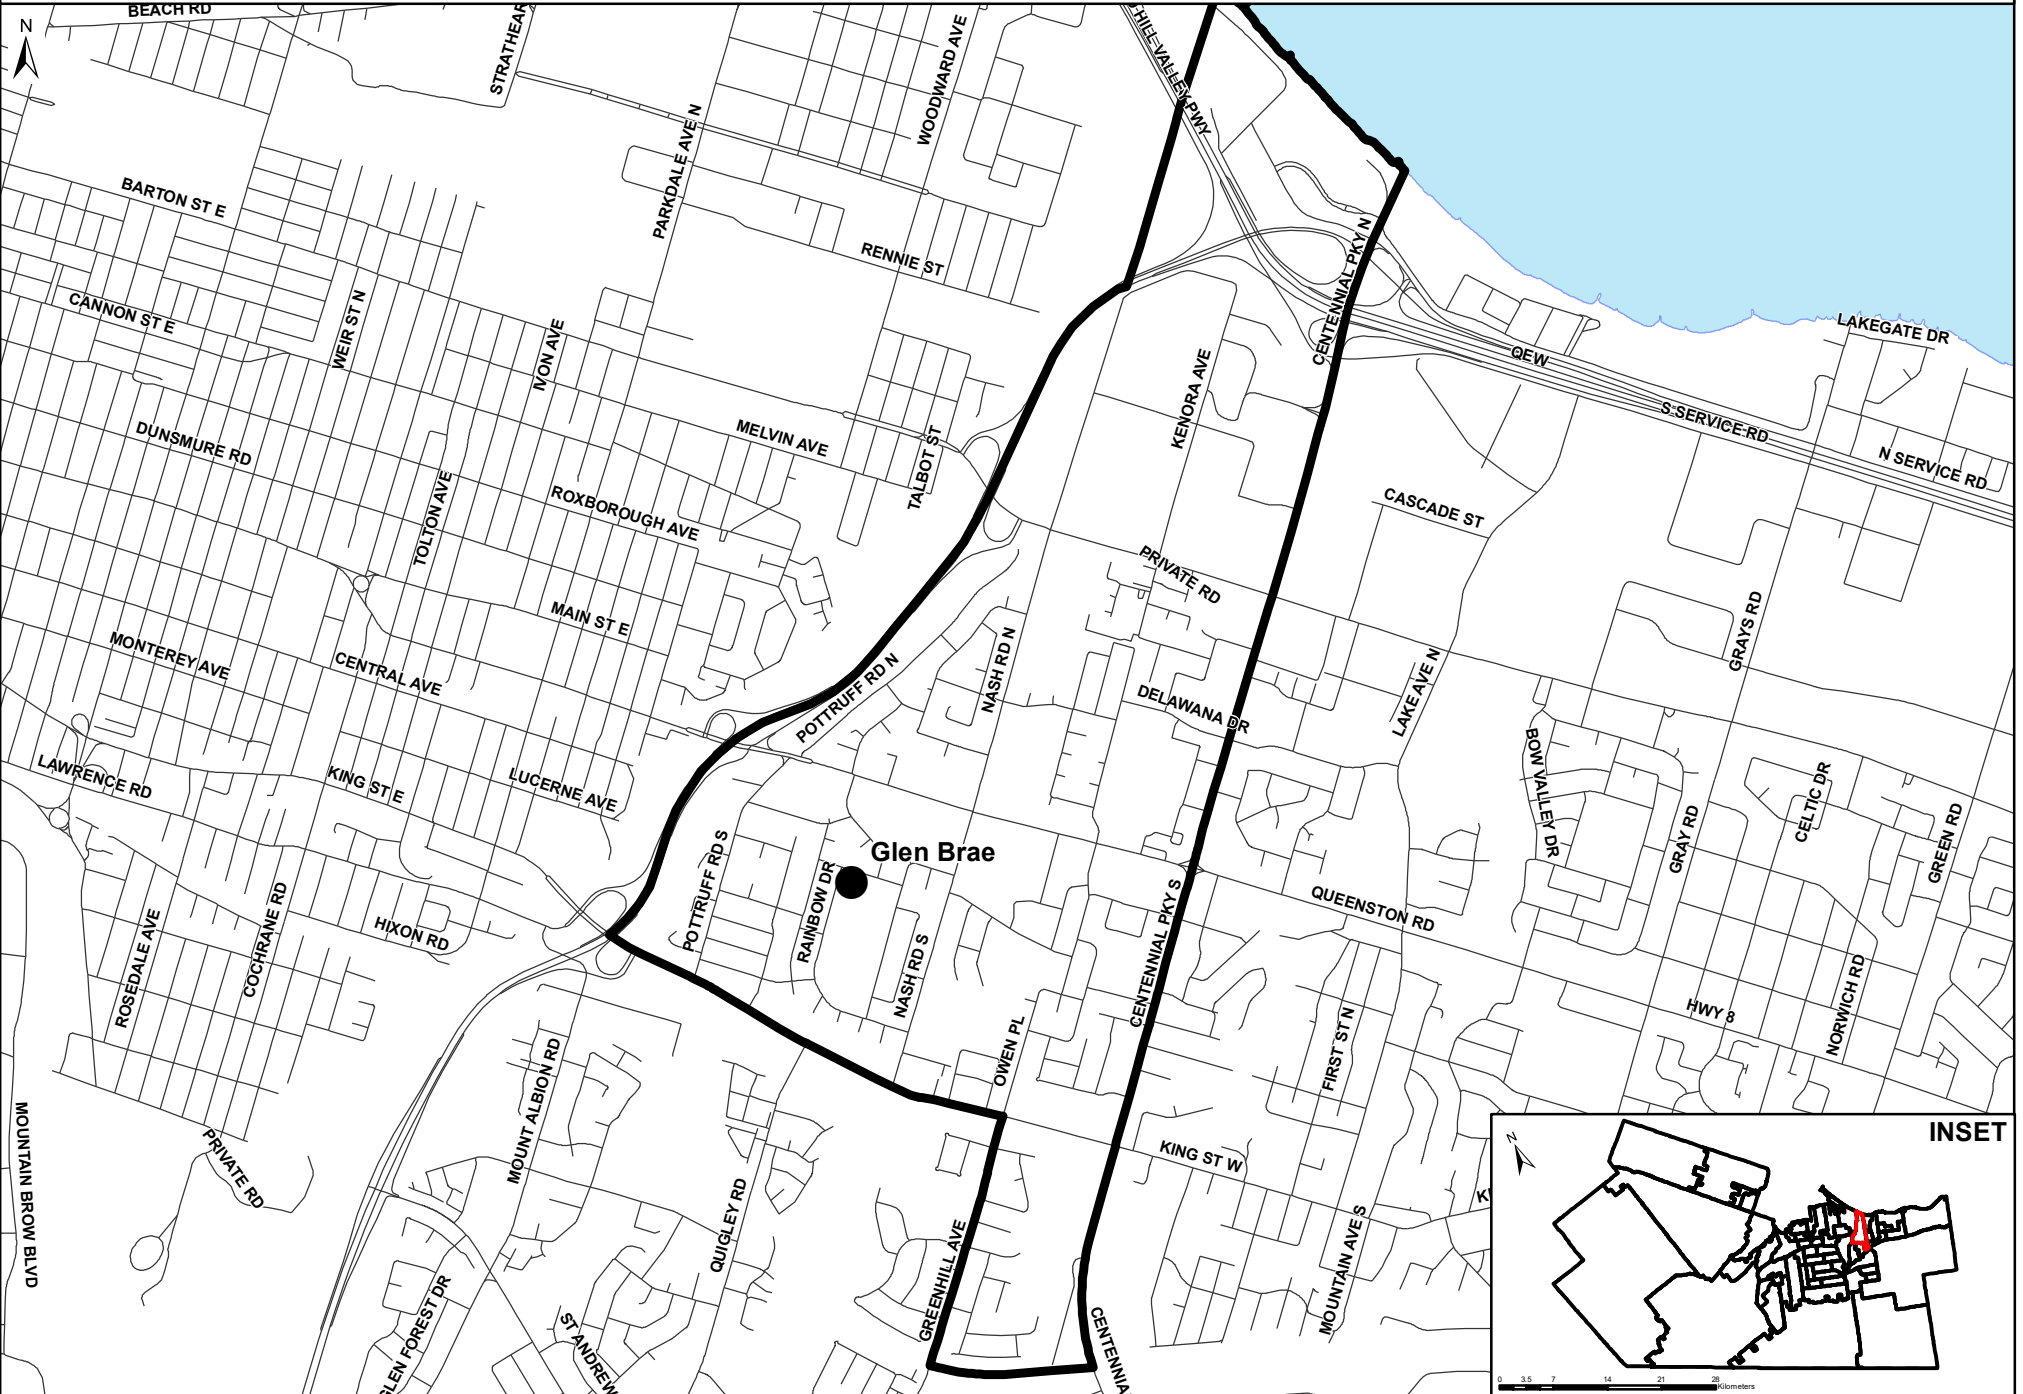 BEACH RD
N
STRATHEAR
WOODWARD AVE
HILL VALLEY PWY
PARKDALE AVE N
BARTON ST E
RENNIE ST
CENTENNIAL PKY N
CANNON ST E
WEIR ST N
IVON AVE
KENORA AVE
QEW
LAKEGATE DR
S SERVICE RD
N SERVICE RD
DUNSMURE RD
MELVIN AVE
TALBOT ST
TOLTON AVE
ROXBOROUGH AVE
CASCADE ST
PRIVATE RD
MAIN ST E
GRAYS RD
MONTEREY AVE
CENTRAL AVE
POTTRUFF RD N
NASH RD N
DELAWANA DR
LAKE AVE N
BOW VALLEY DR
LAWRENCE RD
KING ST E
LUCERNE AVE
CELTIC DR
GRAY RD
GREEN RD
POTTRUFF RD S
Glen Brae
RAINBOW DR
QUEENSTON RD
CENTENNIAL PKY S
ROSEDALE AVE
COCHRANE RD
HIXON RD
NASH RD S
NORWICH RD
HWY 8
OWEN PL
FIRST ST N
MOUNT ALBION RD
MOUNTAIN BROW BLVD
PRIVATE RD
KING ST W
INSET
N
QUIGLEY RD
GREENHILL AVE
MOUNTAIN AVE S
KI
GLEN FOREST DR
ST ANDREW
CENTENNIA
0 3.5 7 14 21 28
Kilometers